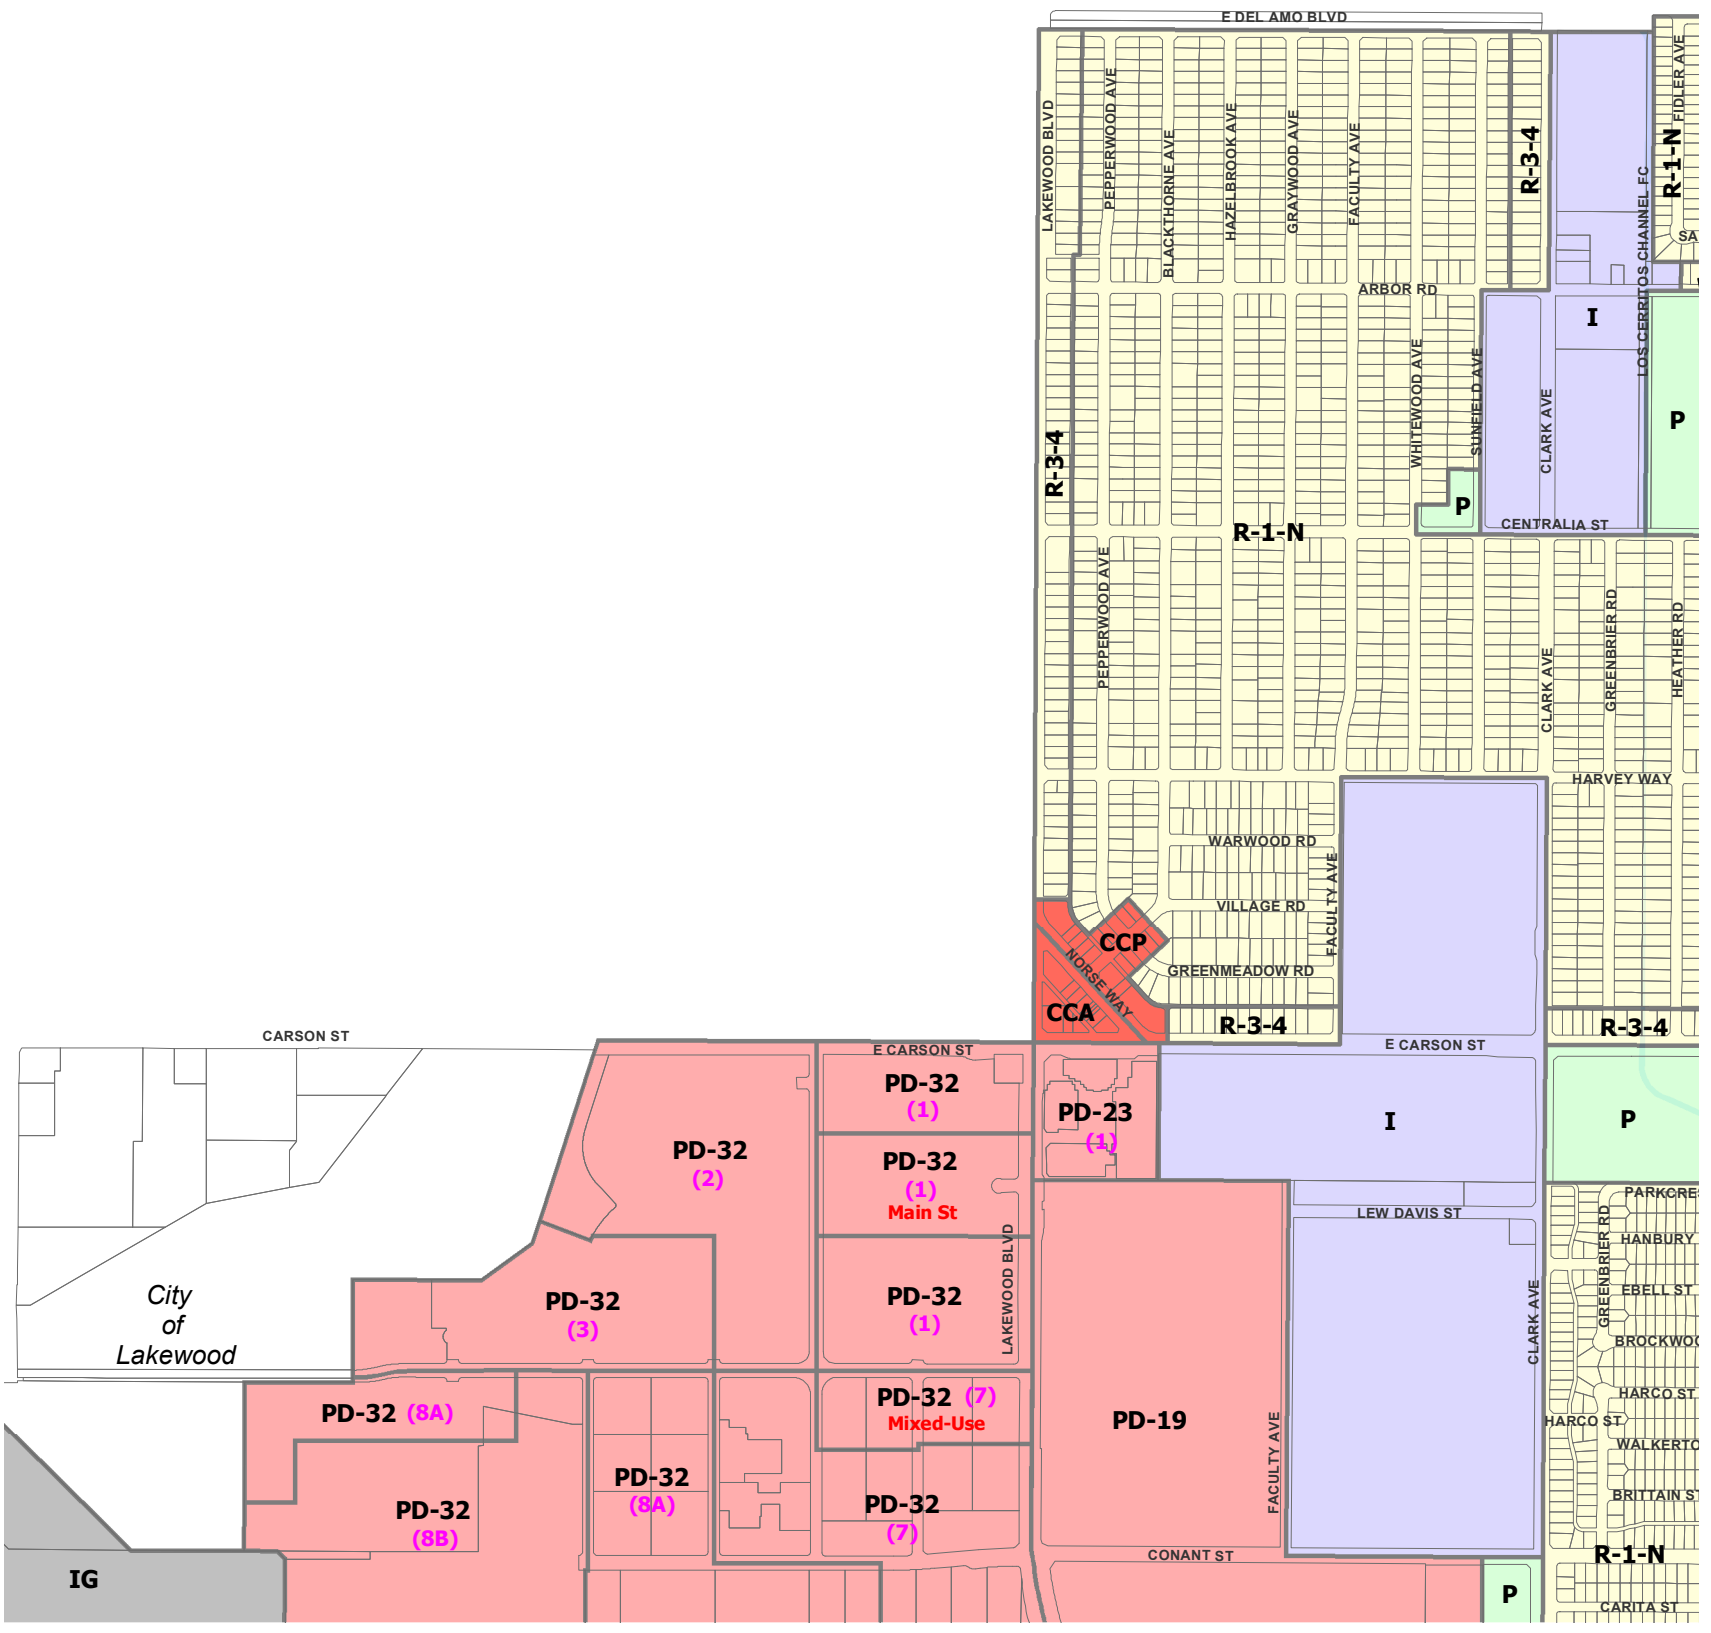 E DEL AMO BLVD
FIDLER AVE
LAKEWOOD BLVD
PEPPERWOOD AVE
BLACKTHORNE AVE
HAZELBROOK AVE
GRAYWOOD AVE
FACULTY AVE
R-3-4
R-1-N
LOS CERRITOS CHANNEL FC
SA
ARBOR RD
I
R-3-4
WHITEWOOD AVE
SUNFIELD AVE
CLARK AVE
P
P
CENTRALIA ST
R-1-N
PEPPERWOOD AVE
CLARK AVE
GREENBRIER RD
HEATHER RD
HARVEY WAY
WARWOOD RD
FACULTY AVE
VILLAGE RD
CCP
NORSE WAY
GREENMEADOW RD
CCA
R-3-4
R-3-4
CARSON ST
E CARSON ST
E CARSON ST
PD-32
(1)
PD-23
(1)
I
P
PD-32
(2)
PD-32
(1)
Main St
LAKEWOOD BLVD
LEW DAVIS ST
PARKCRE
GREENBRIER RD
HANBURY
EBELL ST
BROCKWOO
HARCO ST
HARCO ST
WALKERTO
BRITTAIN ST
CLARK AVE
City
of
Lakewood
PD-32
(3)
PD-32
(1)
PD-32 (8A)
PD-32 (7)
Mixed-Use
PD-19
FACULTY AVE
PD-32
(8B)
PD-32
(8A)
PD-32
(7)
CONANT ST
R-1-N
IG
P
CARITA ST